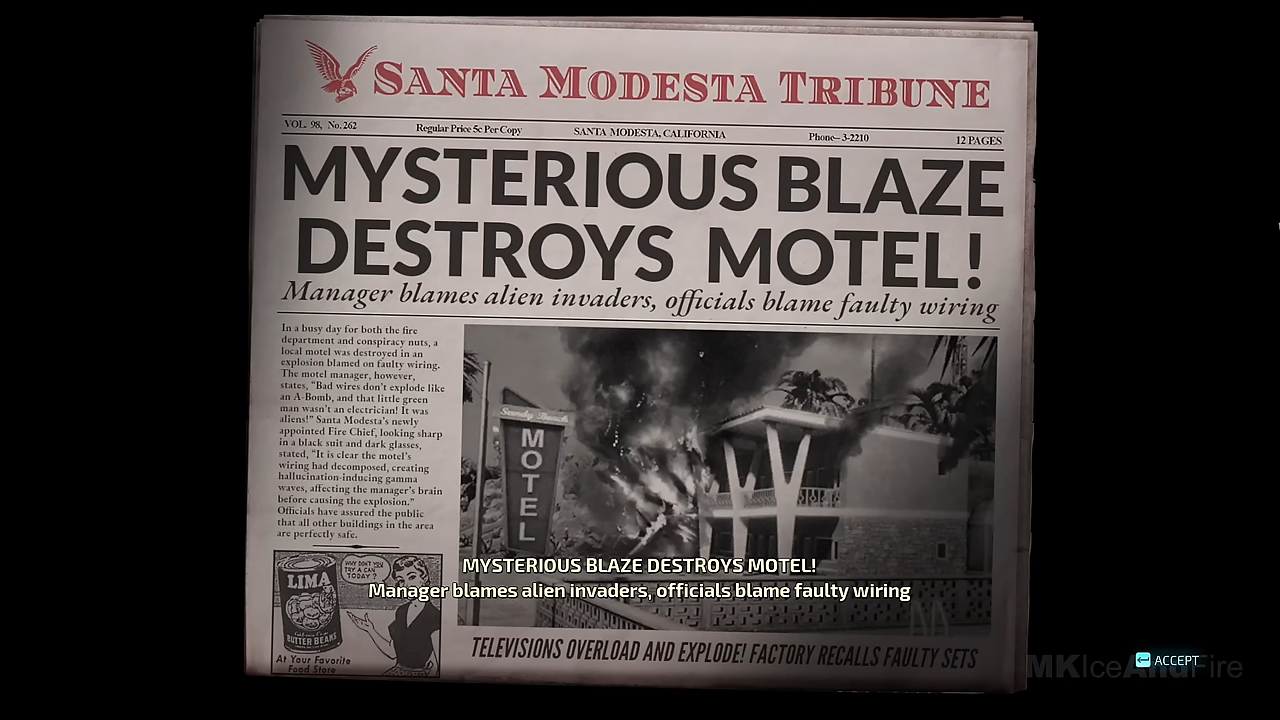 SANTA MODESTA TRIBUNE
VOL. 98, No. 262 Regular Price 5c Per Copy SANTA MODESTA, CALIFORNIA Phone– 3-2210 12 PAGES
MYSTERIOUS BLAZE
DESTROYS MOTEL!
Manager blames alien invaders, officials blame faulty wiring
In a busy day for both the fire
department and conspiracy nuts, a
local motel was destroyed in an
explosion blamed on faulty wiring.
The motel manager, however,
states, “Bad wires don’t explode like
an A-Bomb, and that little green
man wasn’t an electrician! It was
aliens!” Santa Modesta’s newly
appointed Fire Chief, looking sharp
in a black suit and dark glasses,
stated, “It is clear the motel’s
wiring had decomposed, creating
hallucination-inducing gamma
waves, affecting the manager’s brain
before causing the explosion.”
Officials have assured the public
that all other buildings in the area
are perfectly safe.
Sandy Beach
MOTEL
WHY DON'T YOU
TRY A CAN
TODAY?
LIMA
BUTTER BEANS
At Your Favorite
Food Store
MYSTERIOUS BLAZE DESTROYS MOTEL!
Manager blames alien invaders, officials blame faulty wiring
TELEVISIONS OVERLOAD AND EXPLODE! FACTORY RECALLS FAULTY SETS
ACCEPT
MKIceAndFire